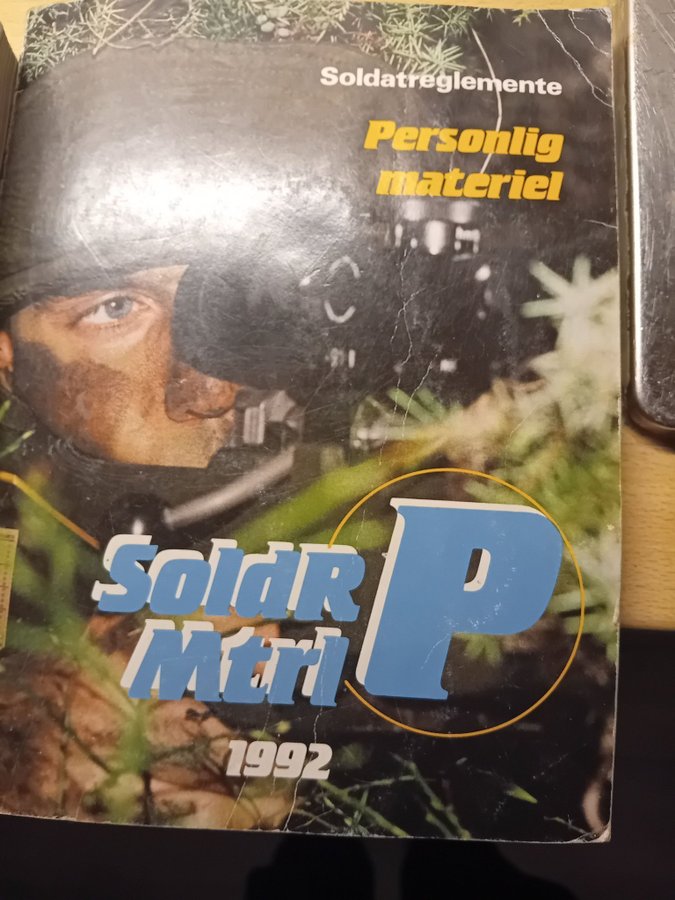 Soldatreglemente
Personlig
materiel
SoldR
Mtrl
P
1992